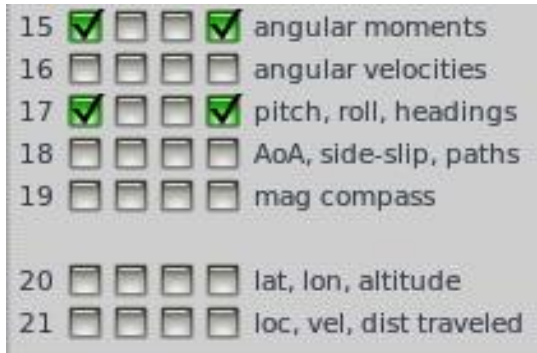 15 angular moments
16 angular velocities
17 pitch, roll, headings
18 AoA, side-slip, paths
19 mag compass
20 lat, lon, altitude
21 loc, vel, dist traveled